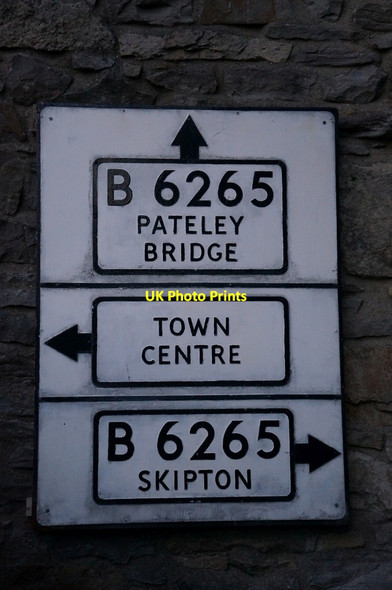 B 6265
PATELEY
BRIDGE
UK Photo Prints
TOWN
CENTRE
B 6265
SKIPTON